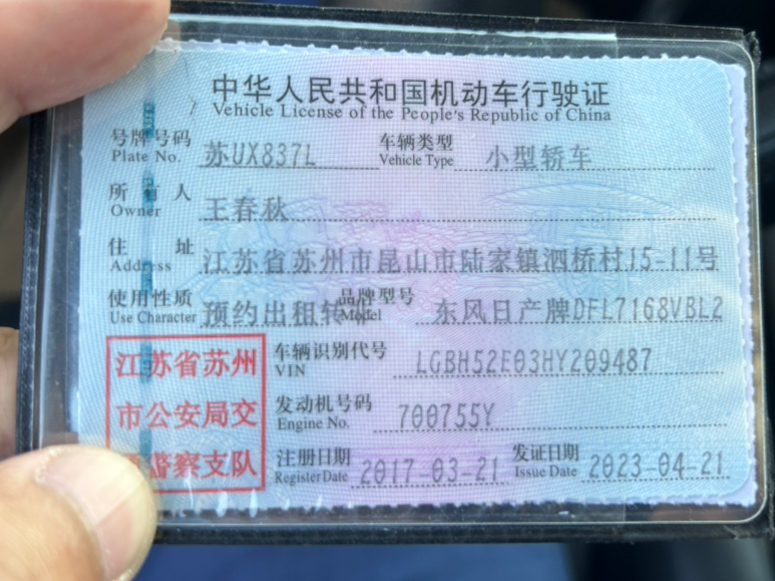 中华人民共和国机动车行驶证
Vehicle License of the People's Republic of China
号牌号码 Plate No. 苏UX837L 车辆类型 Vehicle Type 小型轿车
所有人 Owner 王春秋
住址 Address 江苏省苏州市昆山市陆家镇泗桥村15-11号
使用性质 Use Character 预约出租转 品牌型号 Model 东风日产牌DFL7168VBL2
江苏省苏州
市公安局交
警察支队
车辆识别代号 VIN LGBH52E03HY209487
发动机号码 Engine No. 700755Y
注册日期 Register Date 2017-03-21 发证日期 Issue Date 2023-04-21